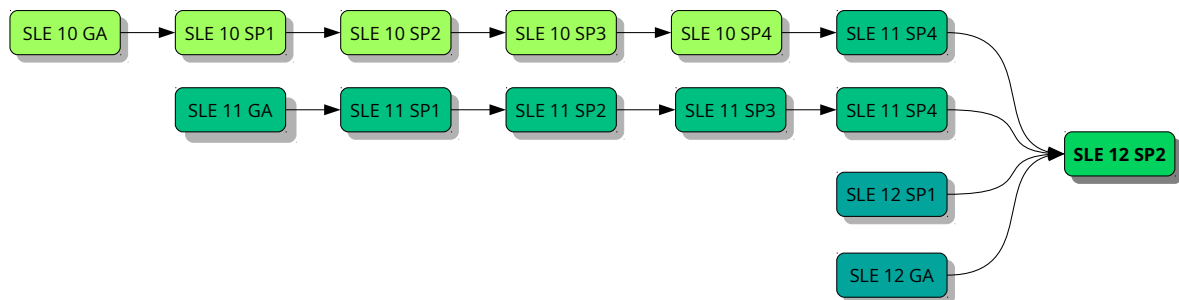 SLE 10 GA
SLE 10 SP1
SLE 10 SP2
SLE 10 SP3
SLE 10 SP4
SLE 11 SP4
SLE 11 GA
SLE 11 SP1
SLE 11 SP2
SLE 11 SP3
SLE 11 SP4
SLE 12 SP2
SLE 12 SP1
SLE 12 GA